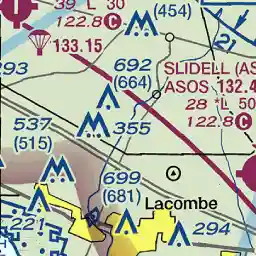 39 L 30
122.8 C
(454)
133.15
293
692
(664)
SLIDELL (AS
ASOS 132.4
28 *L 50
122.8 C
21
537
(515)
355
699
(681)
Lacombe
221
294